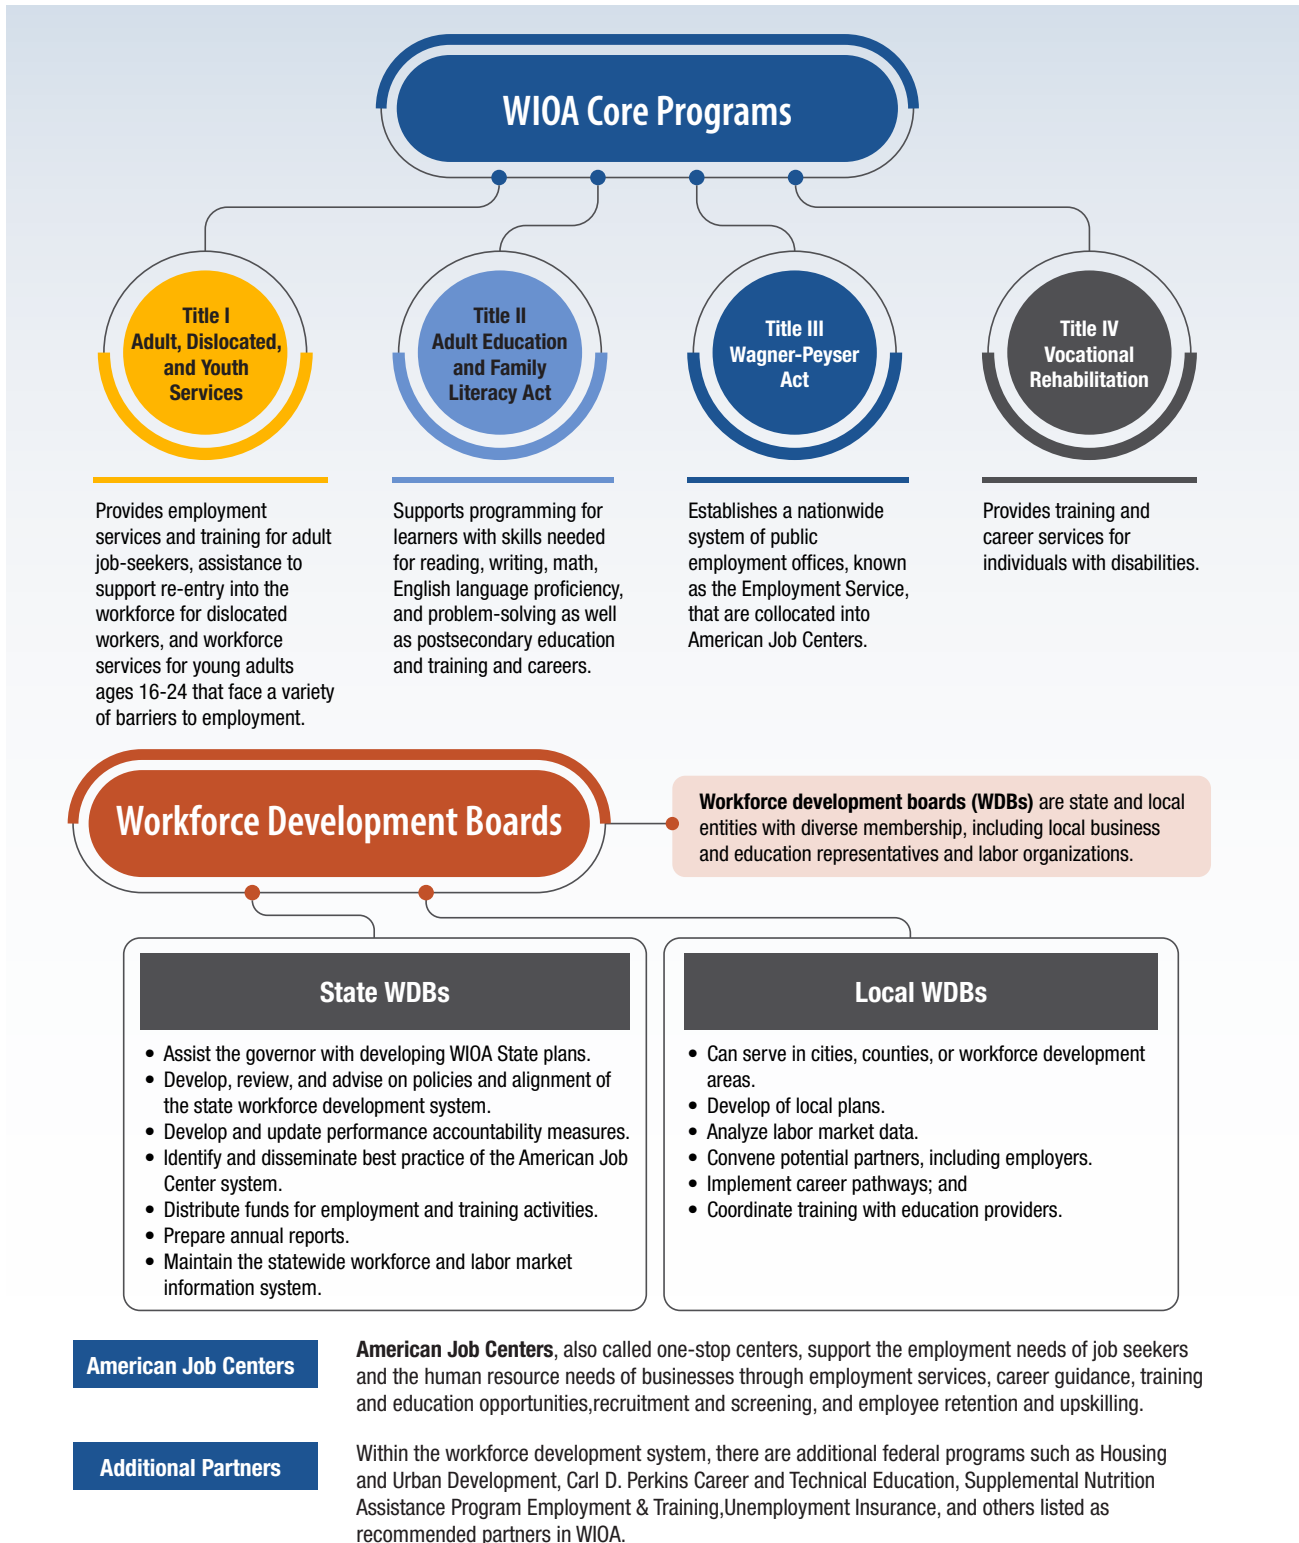 WIOA Core Programs
Title I
Adult, Dislocated,
and Youth
Services
Title II
Adult Education
and Family
Literacy Act
Title III
Wagner-Peyser
Act
Title IV
Vocational
Rehabilitation
Provides employment
services and training for adult
job-seekers, assistance to
support re-entry into the
workforce for dislocated
workers, and workforce
services for young adults
ages 16-24 that face a variety
of barriers to employment.
Supports programming for
learners with skills needed
for reading, writing, math,
English language proficiency,
and problem-solving as well
as postsecondary education
and training and careers.
Establishes a nationwide
system of public
employment offices, known
as the Employment Service,
that are collocated into
American Job Centers.
Provides training and
career services for
individuals with disabilities.
Workforce Development Boards
Workforce development boards (WDBs) are state and local
entities with diverse membership, including local business
and education representatives and labor organizations.
State WDBs
• Assist the governor with developing WIOA State plans.
• Develop, review, and advise on policies and alignment of
the state workforce development system.
• Develop and update performance accountability measures.
• Identify and disseminate best practice of the American Job
Center system.
• Distribute funds for employment and training activities.
• Prepare annual reports.
• Maintain the statewide workforce and labor market
information system.
Local WDBs
• Can serve in cities, counties, or workforce development
areas.
• Develop of local plans.
• Analyze labor market data.
• Convene potential partners, including employers.
• Implement career pathways; and
• Coordinate training with education providers.
American Job Centers
American Job Centers, also called one-stop centers, support the employment needs of job seekers
and the human resource needs of businesses through employment services, career guidance, training
and education opportunities,recruitment and screening, and employee retention and upskilling.
Additional Partners
Within the workforce development system, there are additional federal programs such as Housing
and Urban Development, Carl D. Perkins Career and Technical Education, Supplemental Nutrition
Assistance Program Employment & Training,Unemployment Insurance, and others listed as
recommended partners in WIOA.